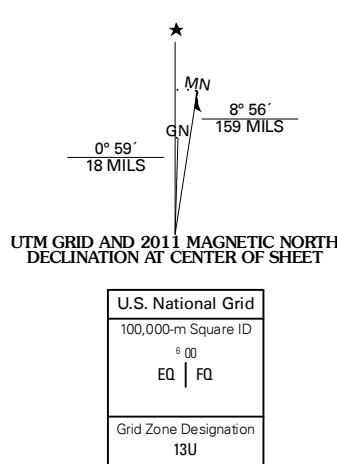 ★
MN
8° 56´
159 MILS
GN
0° 59´
18 MILS
UTM GRID AND 2011 MAGNETIC NORTH
DECLINATION AT CENTER OF SHEET
U.S. National Grid
100,000-m Square ID
6 00
EQ FQ
Grid Zone Designation
13U